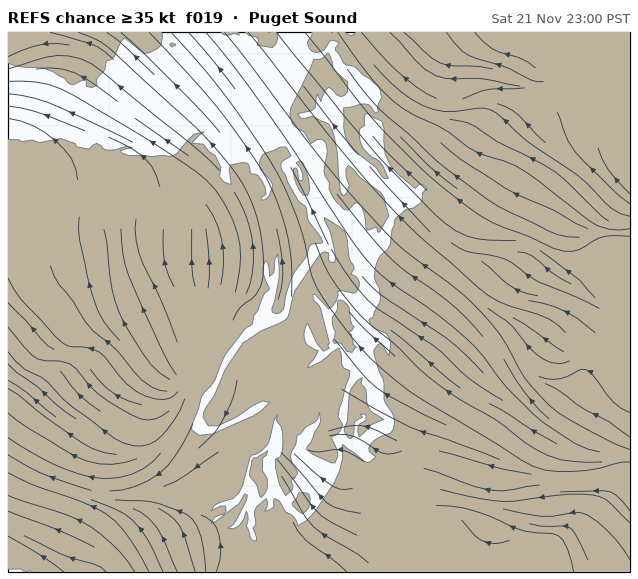 REFS chance ≥35 kt f019 · Puget Sound
Sat 21 Nov 23:00 PST